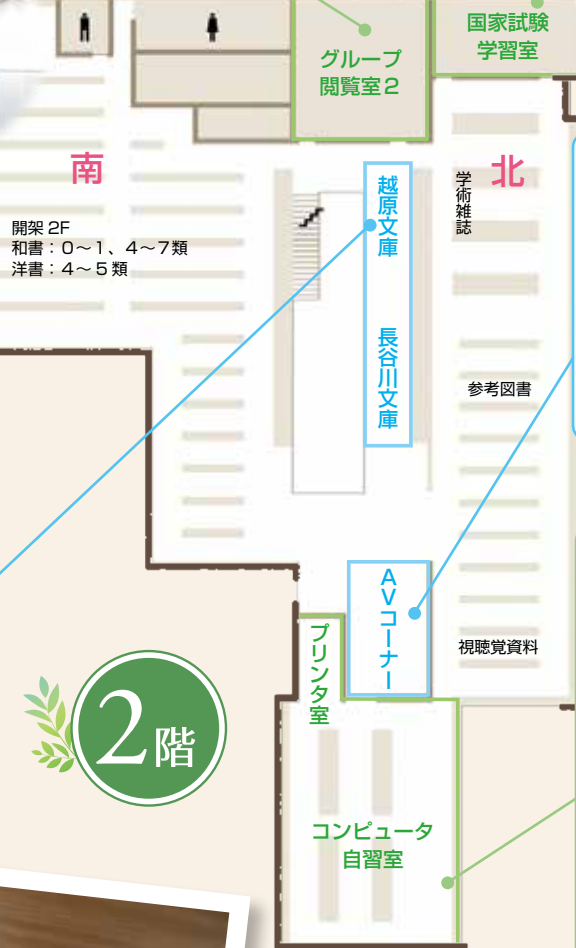 国家試験
学習室
グループ
閲覧室2
南
北
学術雑誌
越原文庫
長谷川文庫
開架 2F
和書：0〜1、4〜7類
洋書：4〜5類
参考図書
AVコーナー
プリンタ室
視聴覚資料
2階
コンピュータ
自習室